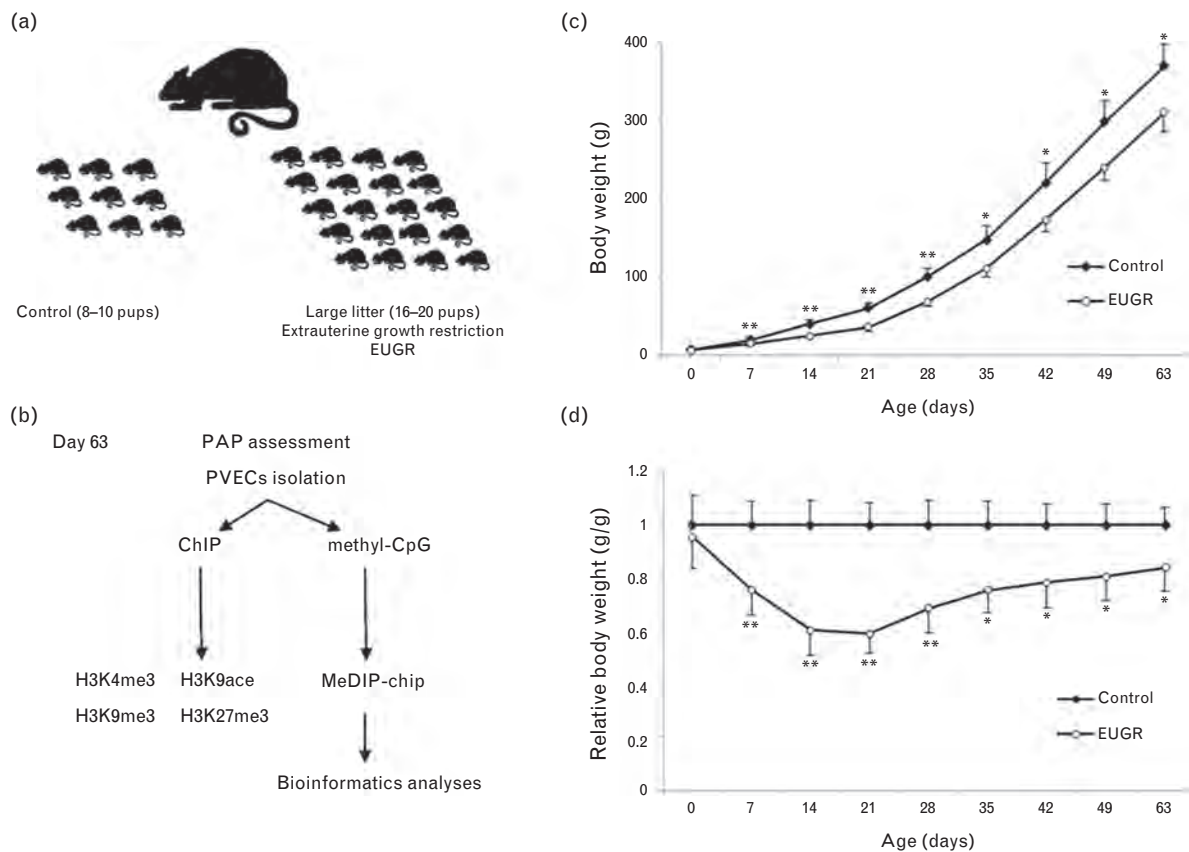 (a)
Control (8–10 pups)
Large litter (16–20 pups)
Extrauterine growth restriction
EUGR
(b)
Day 63
PAP assessment
PVECs isolation
ChIP
methyl-CpG
H3K4me3 H3K9ace
MeDIP-chip
H3K9me3 H3K27me3
Bioinformatics analyses
(c)
Body weight (g)
400
300
200
100
0
** ** ** ** * * * *
Control
EUGR
0 7 14 21 28 35 42 49 63
Age (days)
(d)
Relative body weight (g/g)
1.2
1
0.8
0.6
0.4
0.2
0
** ** ** ** * * * *
Control
EUGR
0 7 14 21 28 35 42 49 63
Age (days)